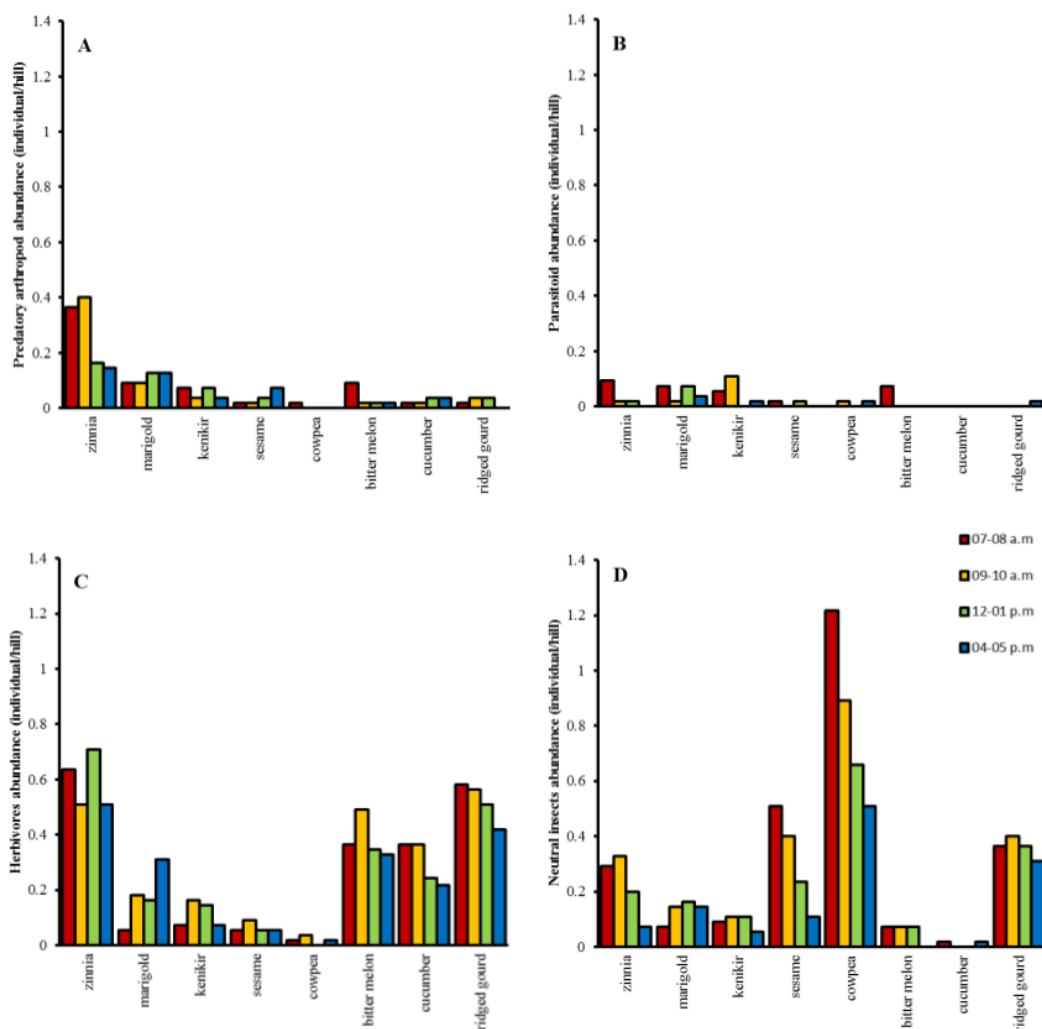 A
Predatory arthropod abundance (individual/hill)
1.4
1.2
1
0.8
0.6
0.4
0.2
0
zinnia
marigold
kenikir
sesame
cowpea
bitter melon
cucumber
ridged gourd
B
Parasitoid abundance (individual/hill)
1.4
1.2
1
0.8
0.6
0.4
0.2
0
zinnia
marigold
kenikir
sesame
cowpea
bitter melon
cucumber
ridged gourd
C
Herbivores abundance (individual/hill)
1.4
1.2
1
0.8
0.6
0.4
0.2
0
zinnia
marigold
kenikir
sesame
cowpea
bitter melon
cucumber
ridged gourd
D
Neutral insects abundance (individual/hill)
1.4
1.2
1
0.8
0.6
0.4
0.2
0
zinnia
marigold
kenikir
sesame
cowpea
bitter melon
cucumber
ridged gourd
07-08 a.m
09-10 a.m
12-01 p.m
04-05 p.m